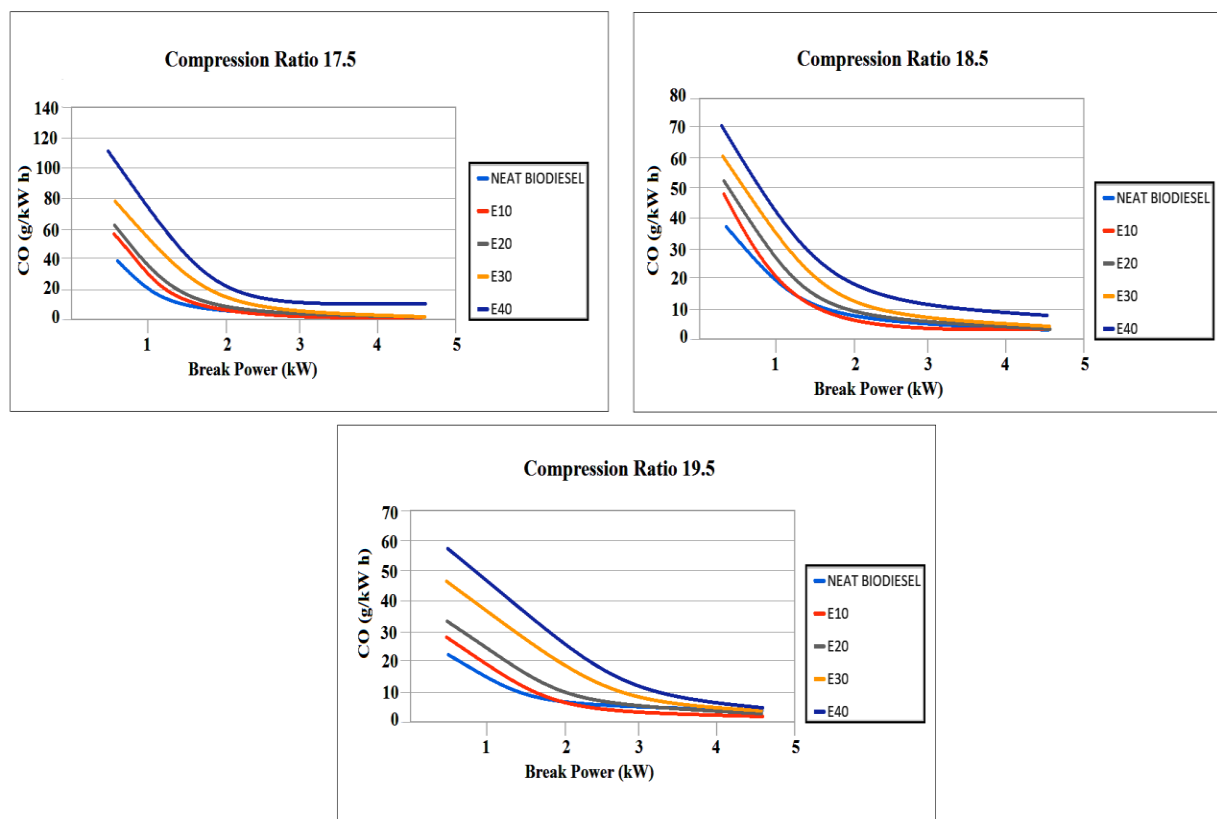 Compression Ratio 17.5
CO (g/kW h)
140
120
100
80
60
40
20
0
1 2 3 4 5
Break Power (kW)
NEAT BIODIESEL
E10
E20
E30
E40
Compression Ratio 18.5
CO (g/kW h)
80
70
60
50
40
30
20
10
0
1 2 3 4 5
Break Power (kW)
NEAT BIODIESEL
E10
E20
E30
E40
Compression Ratio 19.5
CO (g/kW h)
70
60
50
40
30
20
10
0
1 2 3 4 5
Break Power (kW)
NEAT BIODIESEL
E10
E20
E30
E40